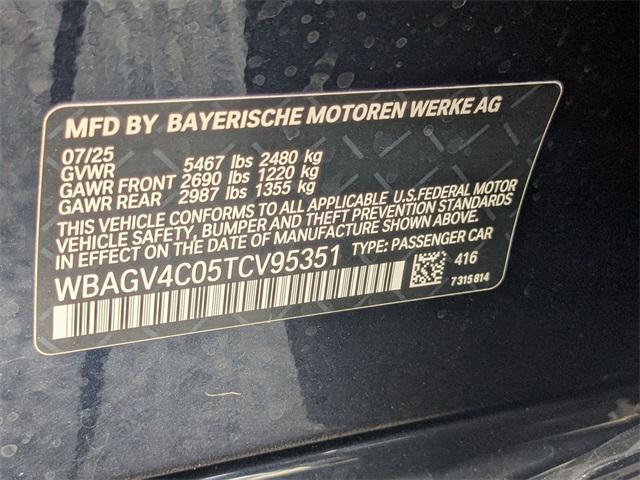 MFD BY BAYERISCHE MOTOREN WERKE AG
07/25
GVWR 5467 lbs 2480 kg
GAWR FRONT 2690 lbs 1220 kg
GAWR REAR 2987 lbs 1355 kg
THIS VEHICLE CONFORMS TO ALL APPLICABLE U.S.FEDERAL MOTOR
VEHICLE SAFETY, BUMPER, AND THEFT PREVENTION STANDARDS
IN EFFECT ON THE DATE OF MANUFACTURE SHOWN ABOVE.
WBAGV4C05TCV95351 TYPE: PASSENGER CAR
416
7315814